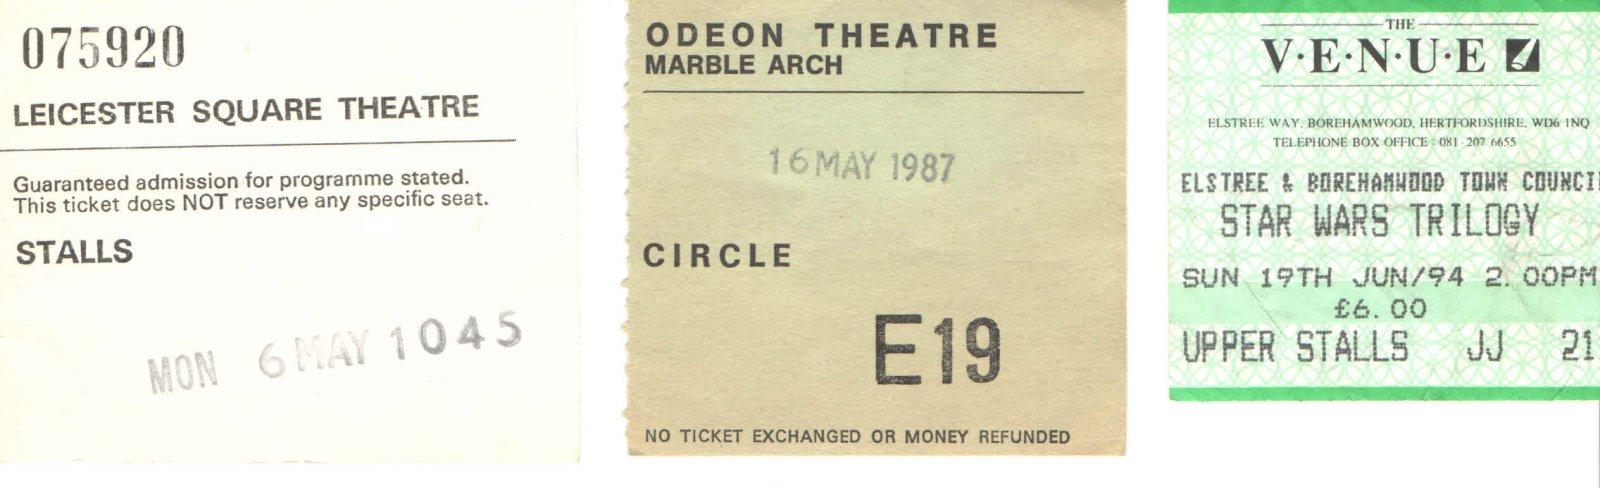 075920
LEICESTER SQUARE THEATRE
Guaranteed admission for programme stated.
This ticket does NOT reserve any specific seat.
STALLS
MON 6 MAY 1045
ODEON THEATRE
MARBLE ARCH
16 MAY 1987
CIRCLE
E19
NO TICKET EXCHANGED OR MONEY REFUNDED
THE
V·E·N·U·E
ELSTREE WAY, BOREHAMWOOD, HERTFORDSHIRE, WD6 1NQ
TELEPHONE BOX OFFICE : 081 207 6655
ELSTREE & BOREHAMWOOD TOWN COUNCI
STAR WARS TRILOGY
SUN 19TH JUN/94 2.00PM
£6.00
UPPER STALLS JJ 21